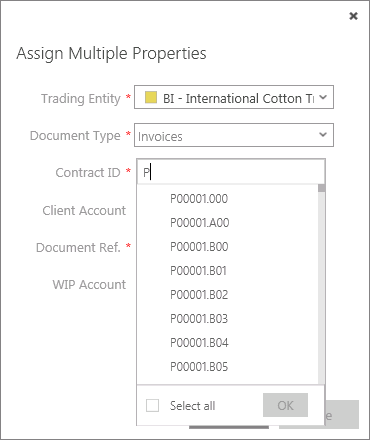 Assign Multiple Properties
Trading Entity * BI - International Cotton Tr
Document Type * Invoices
Contract ID * P
P00001.000
Client Account
P00001.A00
P00001.B00
Document Ref. *
P00001.B01
WIP Account
P00001.B02
P00001.B03
P00001.B04
P00001.B05
Select all OK